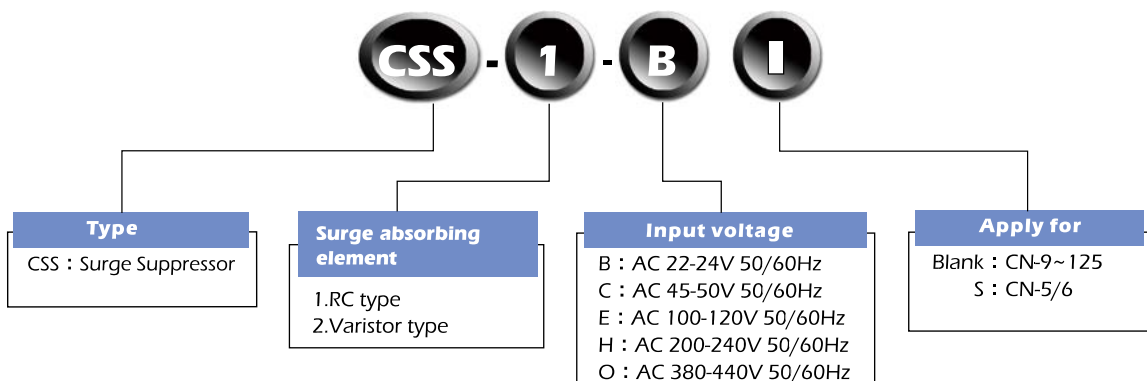 CSS - 1 - B
Type
CSS : Surge Suppressor
Surge absorbing
element
1.RC type
2.Varistor type
Input voltage
B : AC 22-24V 50/60Hz
C : AC 45-50V 50/60Hz
E : AC 100-120V 50/60Hz
H : AC 200-240V 50/60Hz
O : AC 380-440V 50/60Hz
Apply for
Blank : CN-9~125
S : CN-5/6